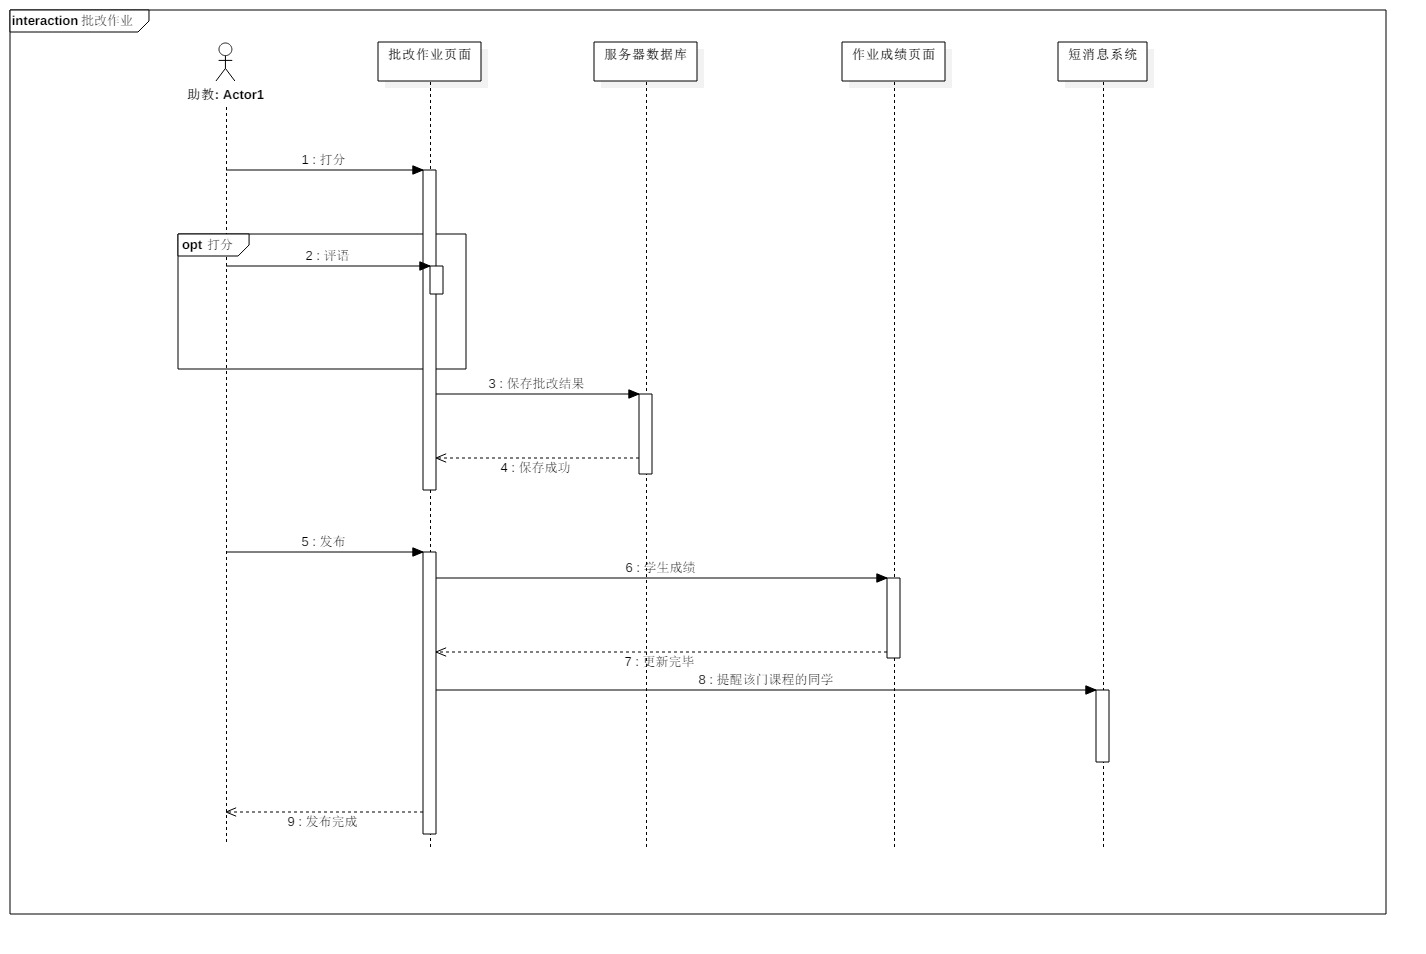 interaction 批改作业
助教: Actor1
批改作业页面
服务器数据库
作业成绩页面
短消息系统
1 : 打分
opt 打分
2 : 评语
3 : 保存批改结果
4 : 保存成功
5 : 发布
6 : 学生成绩
7 : 更新完毕
8 : 提醒该门课程的同学
9 : 发布完成